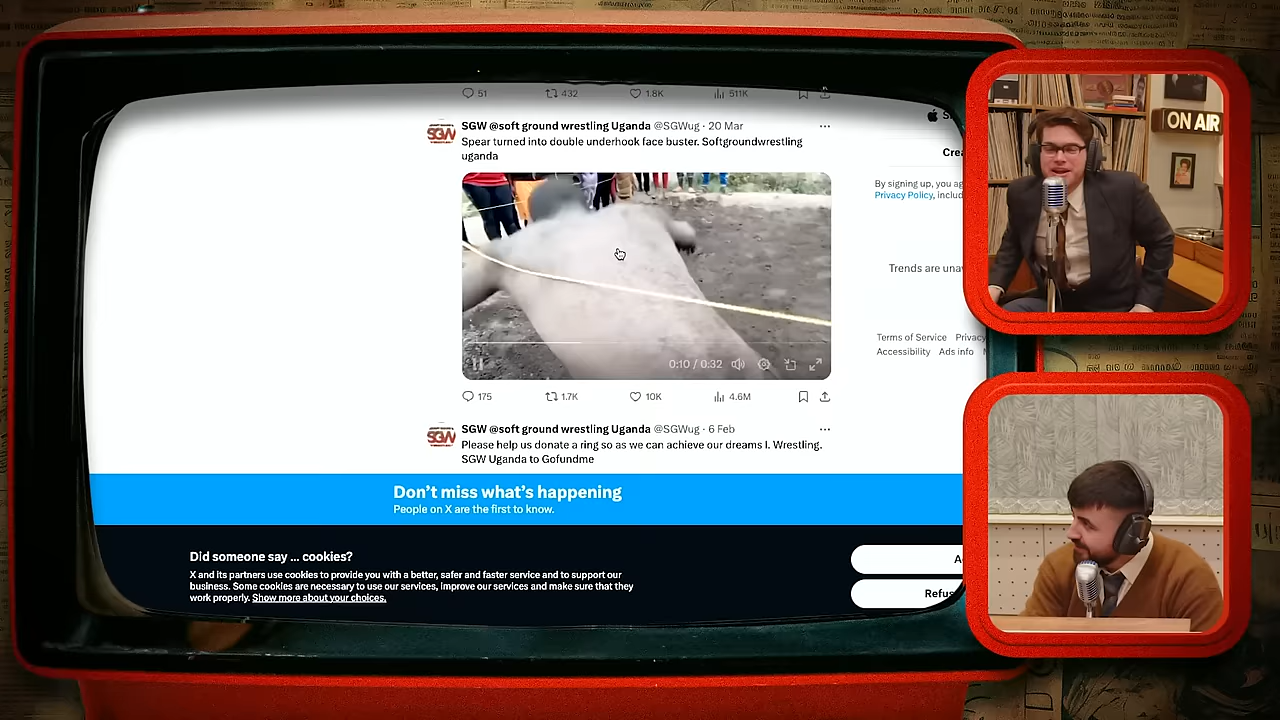 51 432 1.8K 511K
SGW @soft ground wrestling Uganda @SGWug · 20 Mar
Spear turned into double underhook face buster. Softgroundwrestling
uganda
SGW
0:10 / 0:32
175 1.7K 10K 4.6M
SGW @soft ground wrestling Uganda @SGWug · 6 Feb
Please help us donate a ring so as we can achieve our dreams I. Wrestling.
SGW Uganda to Gofundme
SGW
Don't miss what's happening
People on X are the first to know.
Did someone say ... cookies?
X and its partners use cookies to provide you with a better, safer and faster service and to support our
business. Some cookies are necessary to use our services, improve our services and make sure that they
work properly. Show more about your choices.
By signing up, you
Privacy Policy,
Trends are
Terms of Service Privacy
Accessibility Ads info
ON AIR